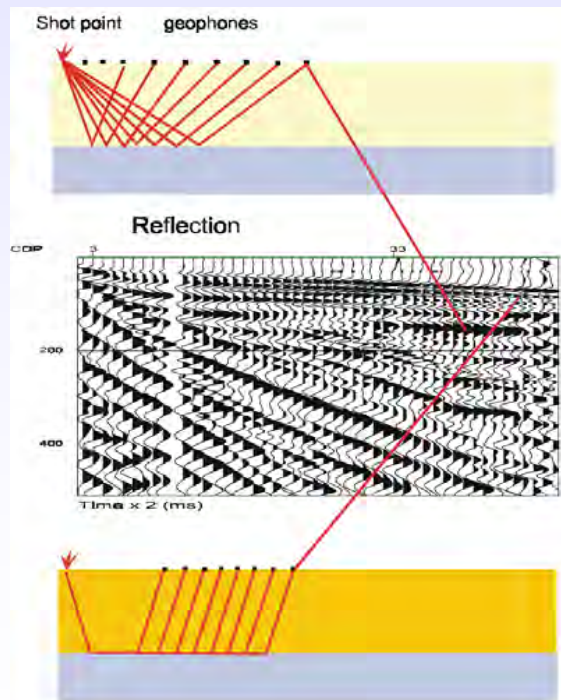 Shot point geophones
Reflection
CDP 3 33
200
400
Time x 2 (ms)